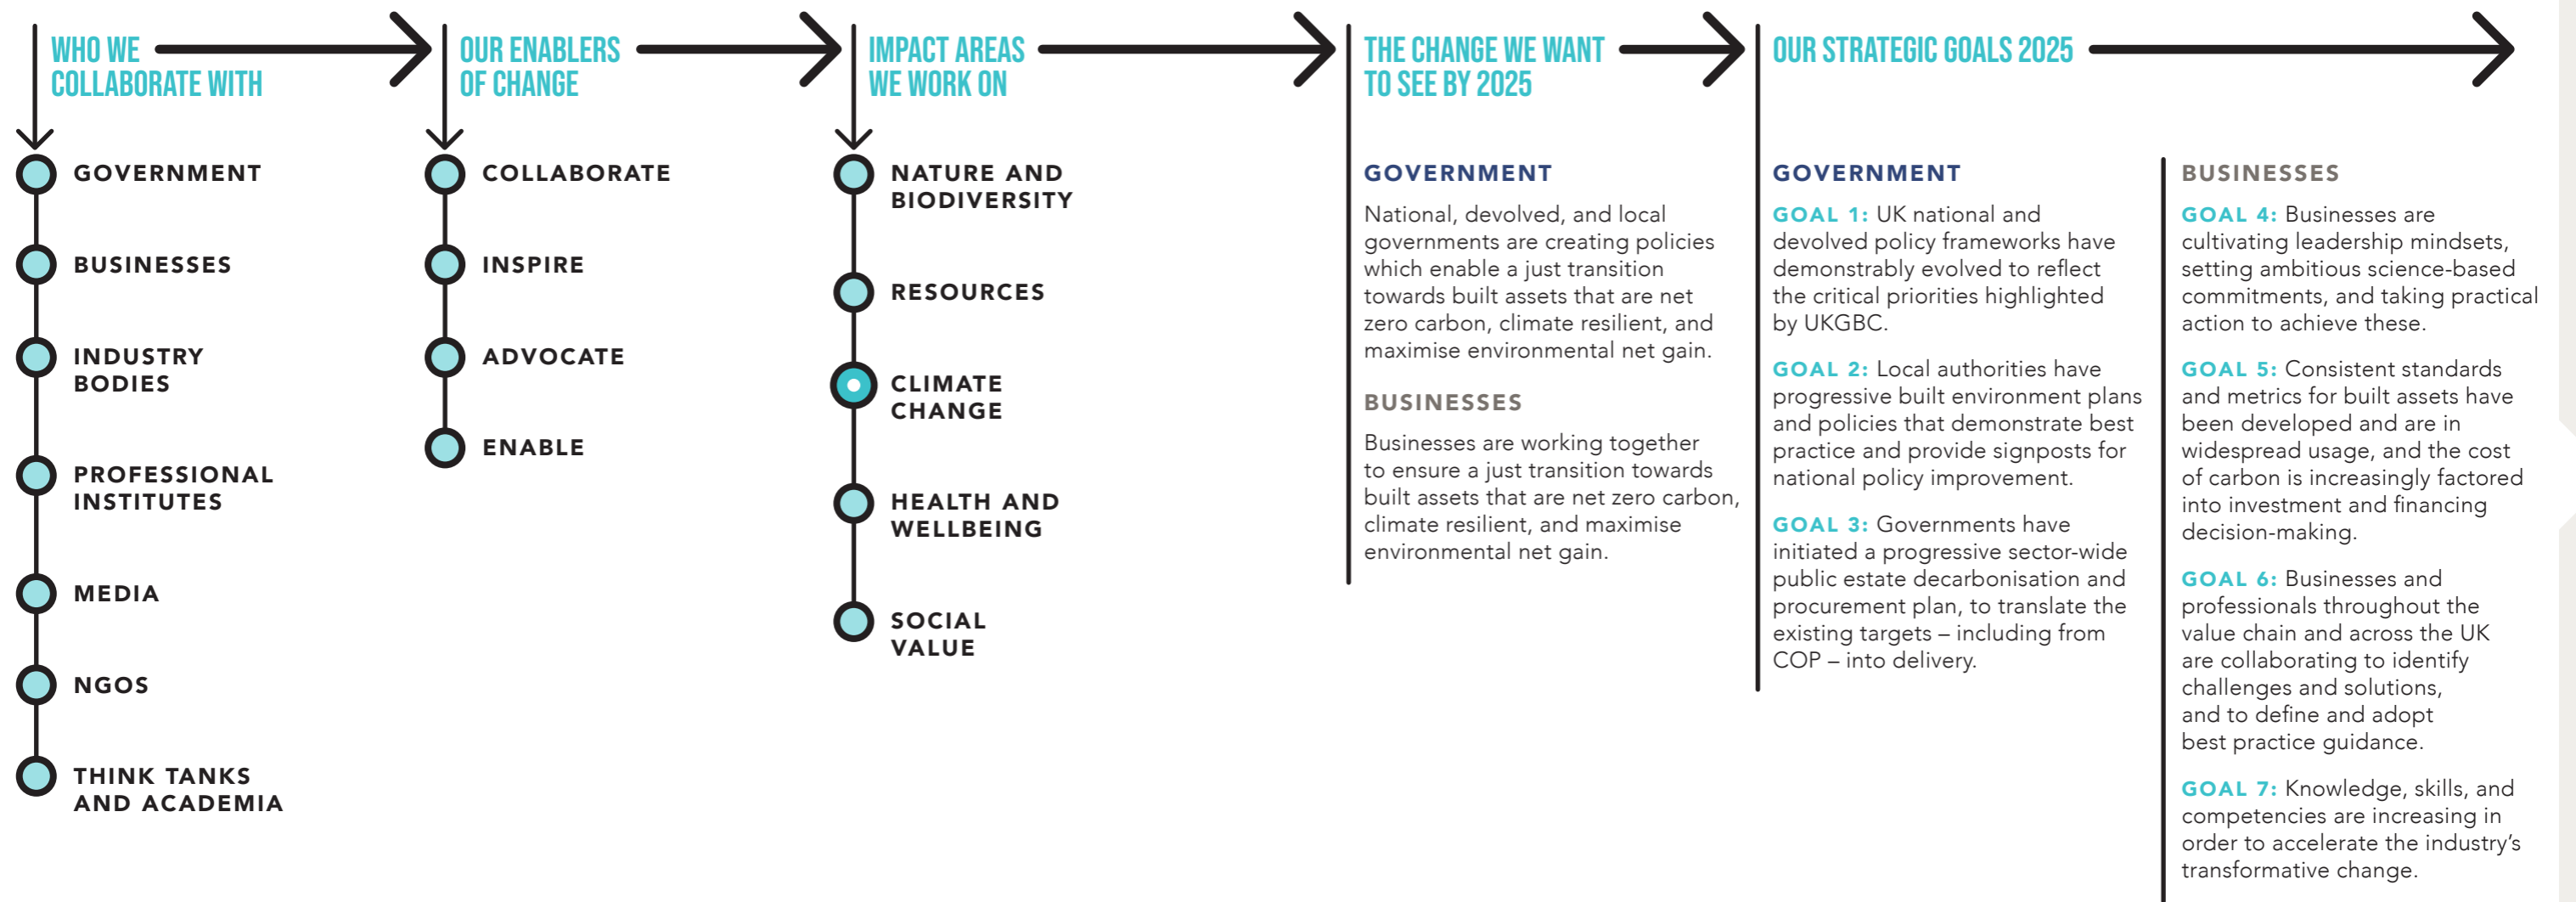 WHO WE
COLLABORATE WITH
GOVERNMENT
BUSINESSES
INDUSTRY
BODIES
PROFESSIONAL
INSTITUTES
MEDIA
NGOS
THINK TANKS
AND ACADEMIA
OUR ENABLERS
OF CHANGE
COLLABORATE
INSPIRE
ADVOCATE
ENABLE
IMPACT AREAS
WE WORK ON
NATURE AND
BIODIVERSITY
RESOURCES
CLIMATE
CHANGE
HEALTH AND
WELLBEING
SOCIAL
VALUE
THE CHANGE WE WANT
TO SEE BY 2025
GOVERNMENT
National, devolved, and local
governments are creating policies
which enable a just transition
towards built assets that are net
zero carbon, climate resilient, and
maximise environmental net gain.
BUSINESSES
Businesses are working together
to ensure a just transition towards
built assets that are net zero carbon,
climate resilient, and maximise
environmental net gain.
OUR STRATEGIC GOALS 2025
GOVERNMENT
GOAL 1: UK national and
devolved policy frameworks have
demonstrably evolved to reflect
the critical priorities highlighted
by UKGBC.
GOAL 2: Local authorities have
progressive built environment plans
and policies that demonstrate best
practice and provide signposts for
national policy improvement.
GOAL 3: Governments have
initiated a progressive sector-wide
public estate decarbonisation and
procurement plan, to translate the
existing targets – including from
COP – into delivery.
BUSINESSES
GOAL 4: Businesses are
cultivating leadership mindsets,
setting ambitious science-based
commitments, and taking practical
action to achieve these.
GOAL 5: Consistent standards
and metrics for built assets have
been developed and are in
widespread usage, and the cost
of carbon is increasingly factored
into investment and financing
decision-making.
GOAL 6: Businesses and
professionals throughout the
value chain and across the UK
are collaborating to identify
challenges and solutions,
and to define and adopt
best practice guidance.
GOAL 7: Knowledge, skills, and
competencies are increasing in
order to accelerate the industry’s
transformative change.